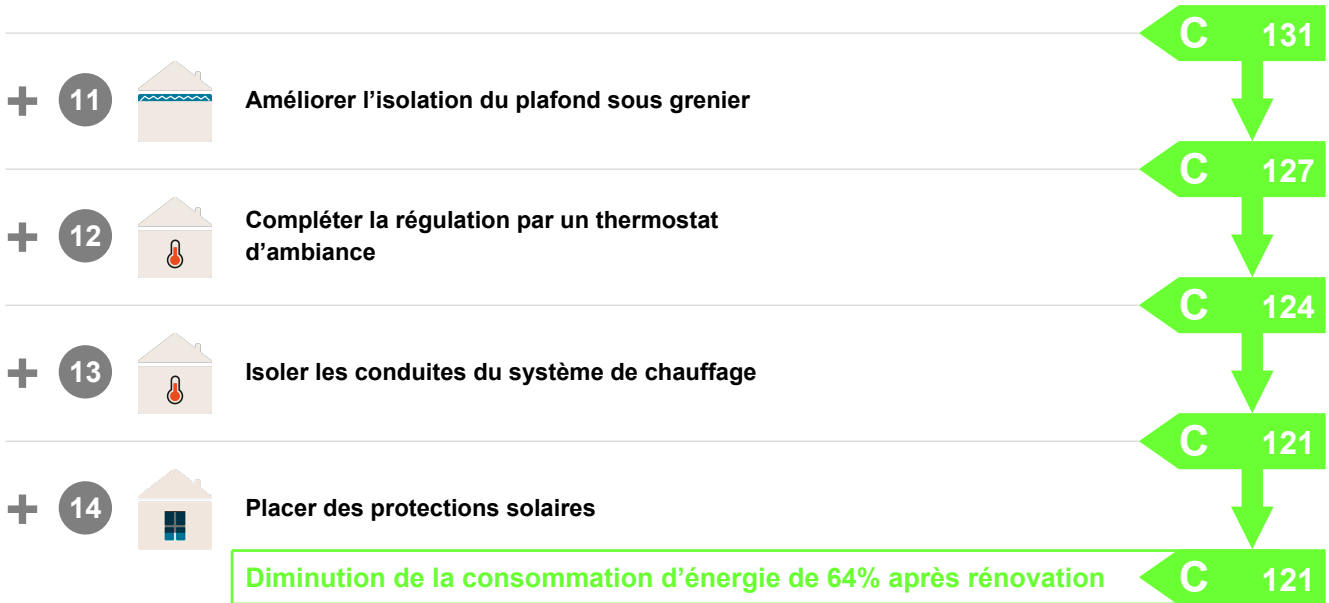 C 131
+ 11 Améliorer l’isolation du plafond sous grenier
C 127
+ 12 Compléter la régulation par un thermostat
d’ambiance
C 124
+ 13 Isoler les conduites du système de chauffage
C 121
+ 14 Placer des protections solaires
Diminution de la consommation d’énergie de 64% après rénovation C 121